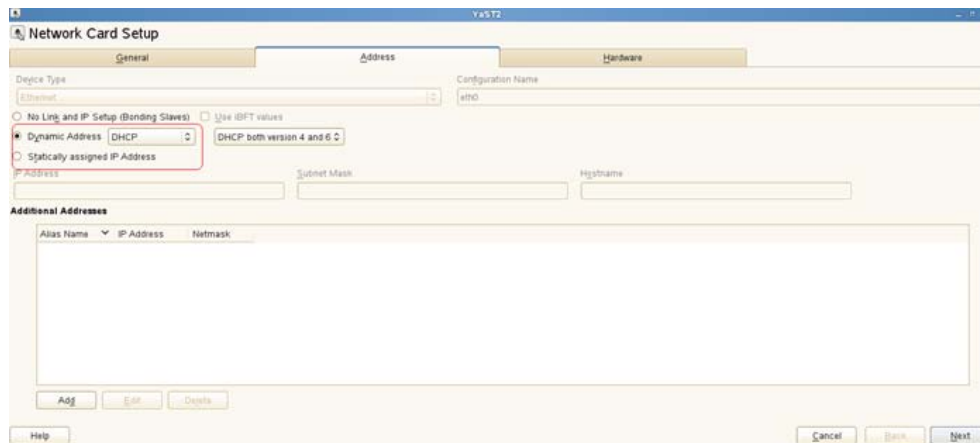 YaST2
Network Card Setup
General Address Hardware
Device Type Configuration Name
Ethernet eth0
No Link and IP Setup (Bonding Slaves) Use iBFT values
Dynamic Address DHCP DHCP both version 4 and 6
Statically assigned IP Address
IP Address Subnet Mask Hostname
Additional Addresses
Alias Name IP Address Netmask
Add Edit Delete
Help Cancel Back Next